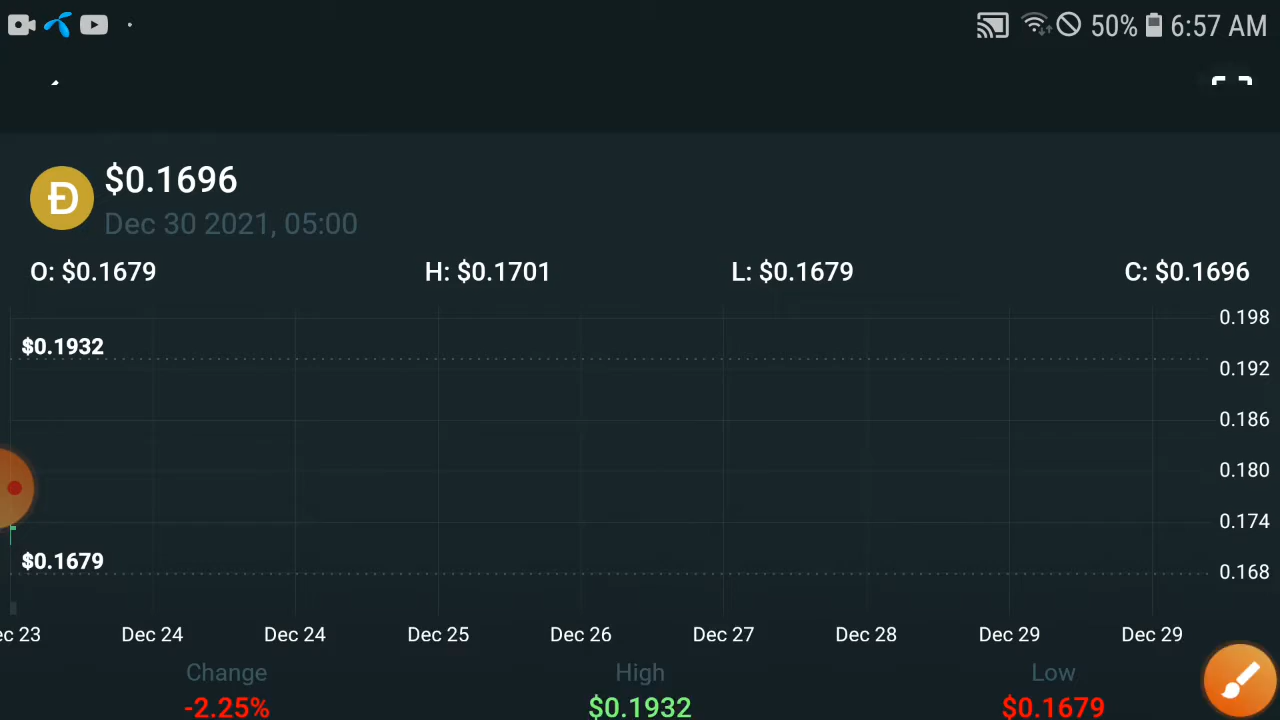 50% 6:57 AM
Đ
$0.1696
Dec 30 2021, 05:00
O: $0.1679 H: $0.1701 L: $0.1679 C: $0.1696
0.198
$0.1932
0.192
0.186
0.180
0.174
$0.1679
0.168
ec 23 Dec 24 Dec 24 Dec 25 Dec 26 Dec 27 Dec 28 Dec 29 Dec 29
Change High Low
-2.25% $0.1932 $0.1679